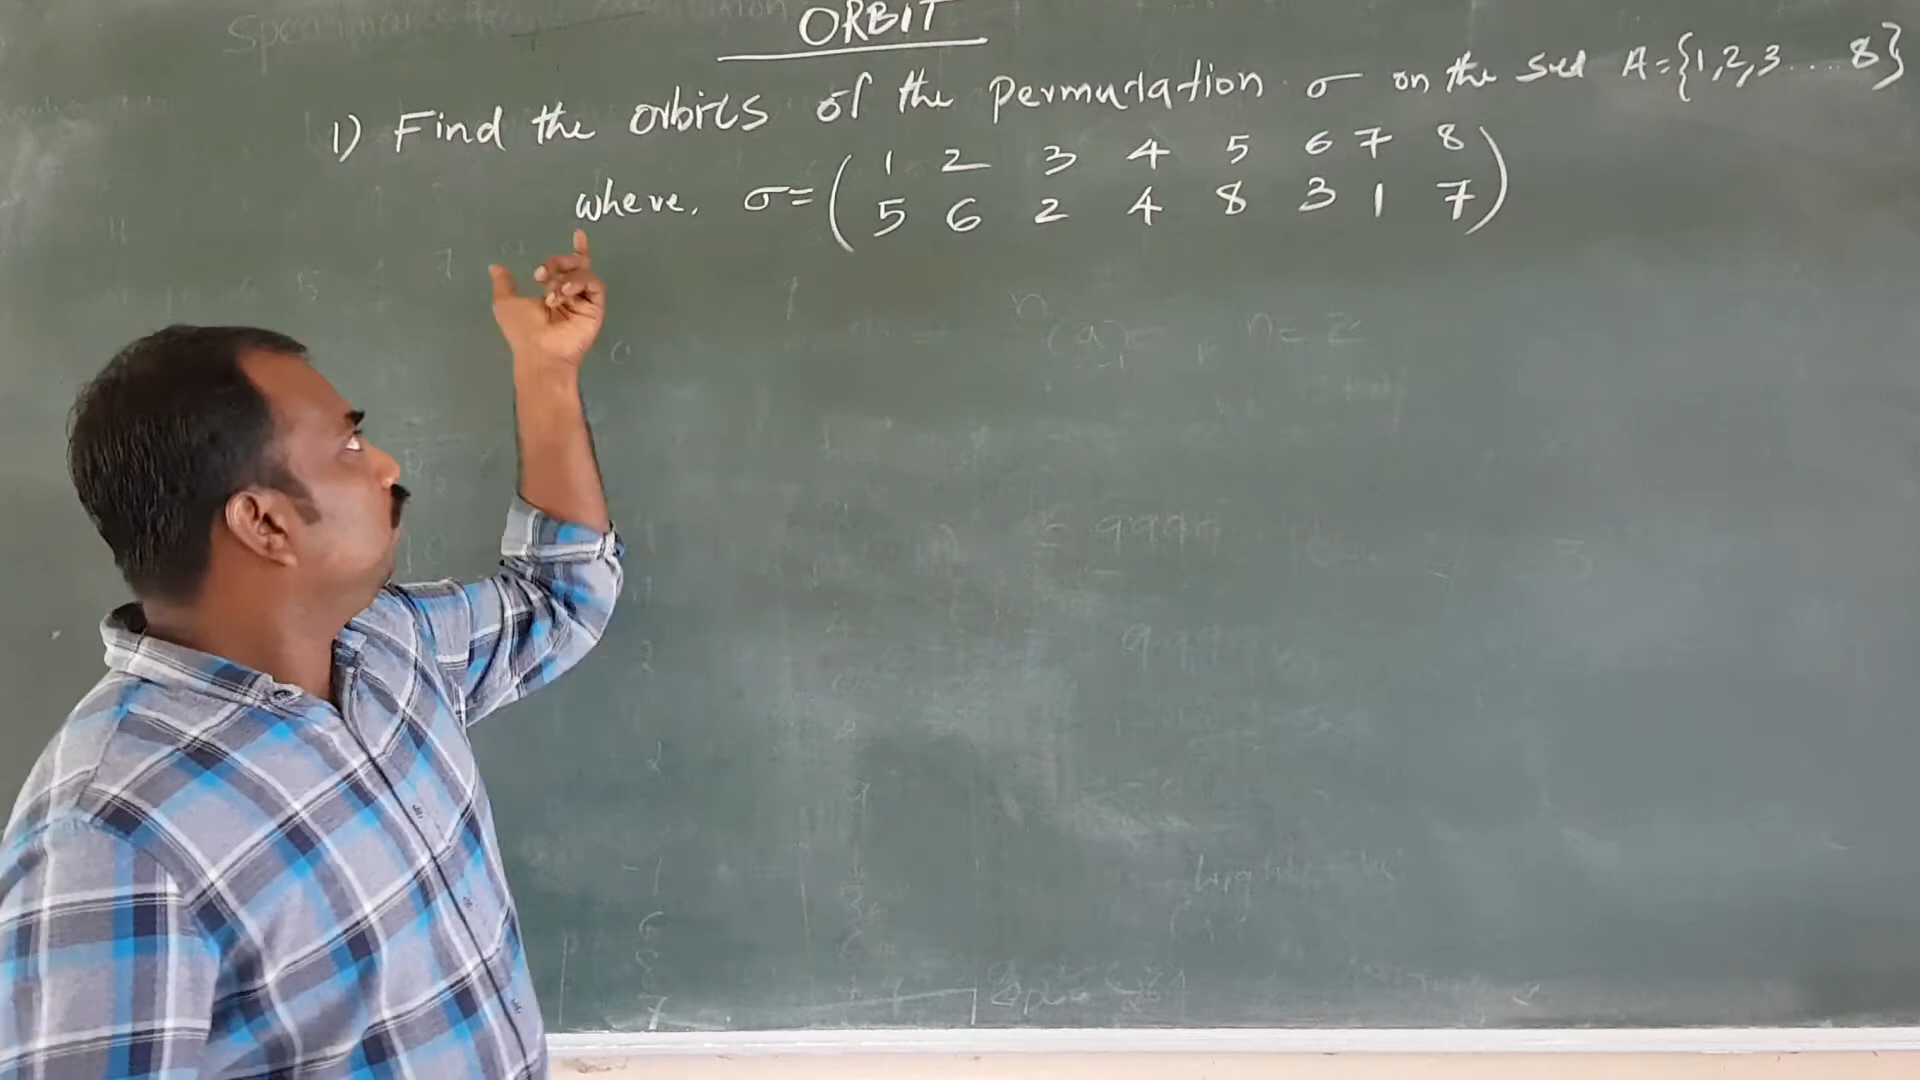 ORBIT
1) Find the orbits of the permutation σ on the set A={1,2,3....8}
where, σ= ( 1 2 3 4 5 6 7 8 )
5 6 2 4 8 3 1 7